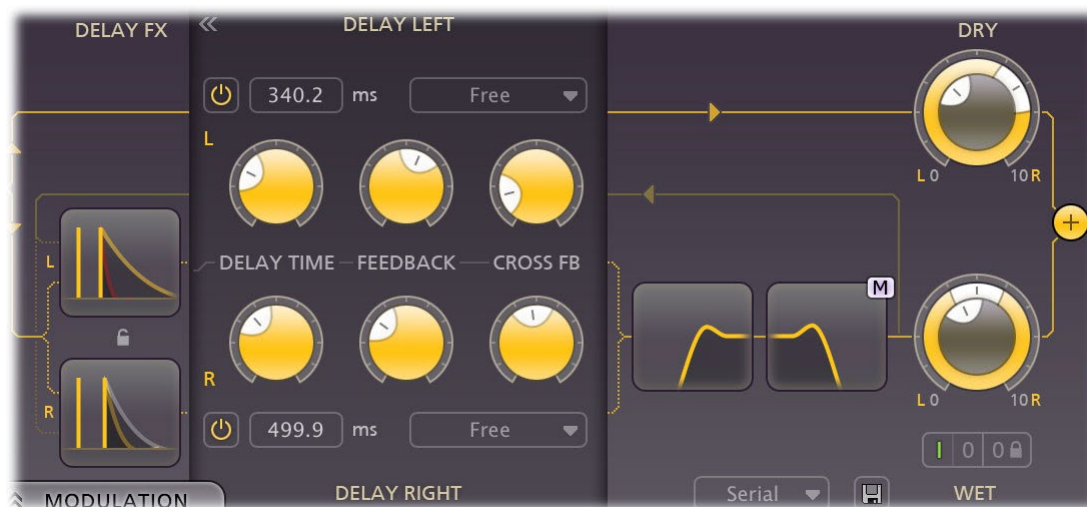 DELAY FX
DELAY LEFT
DRY
340.2 ms
Free
L
L 0 10 R
L
DELAY TIME FEEDBACK CROSS FB
M
R
R
L 0 10 R
499.9 ms
Free
I 0 0
MODULATION
DELAY RIGHT
Serial
WET